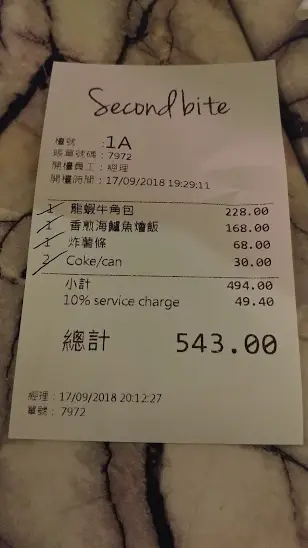 Second bite
檯號 :1A
賬單號碼 : 7972
開檯員工 : 經理
開檯時間 : 17/09/2018 19:29:11
1 龍蝦牛角包 228.00
1 香煎海鱸魚燴飯 168.00
1 炸薯條 68.00
2 Coke/can 30.00
小計 494.00
10% service charge 49.40
總計 543.00
經理 : 17/09/2018 20:12:27
單號 : 7972